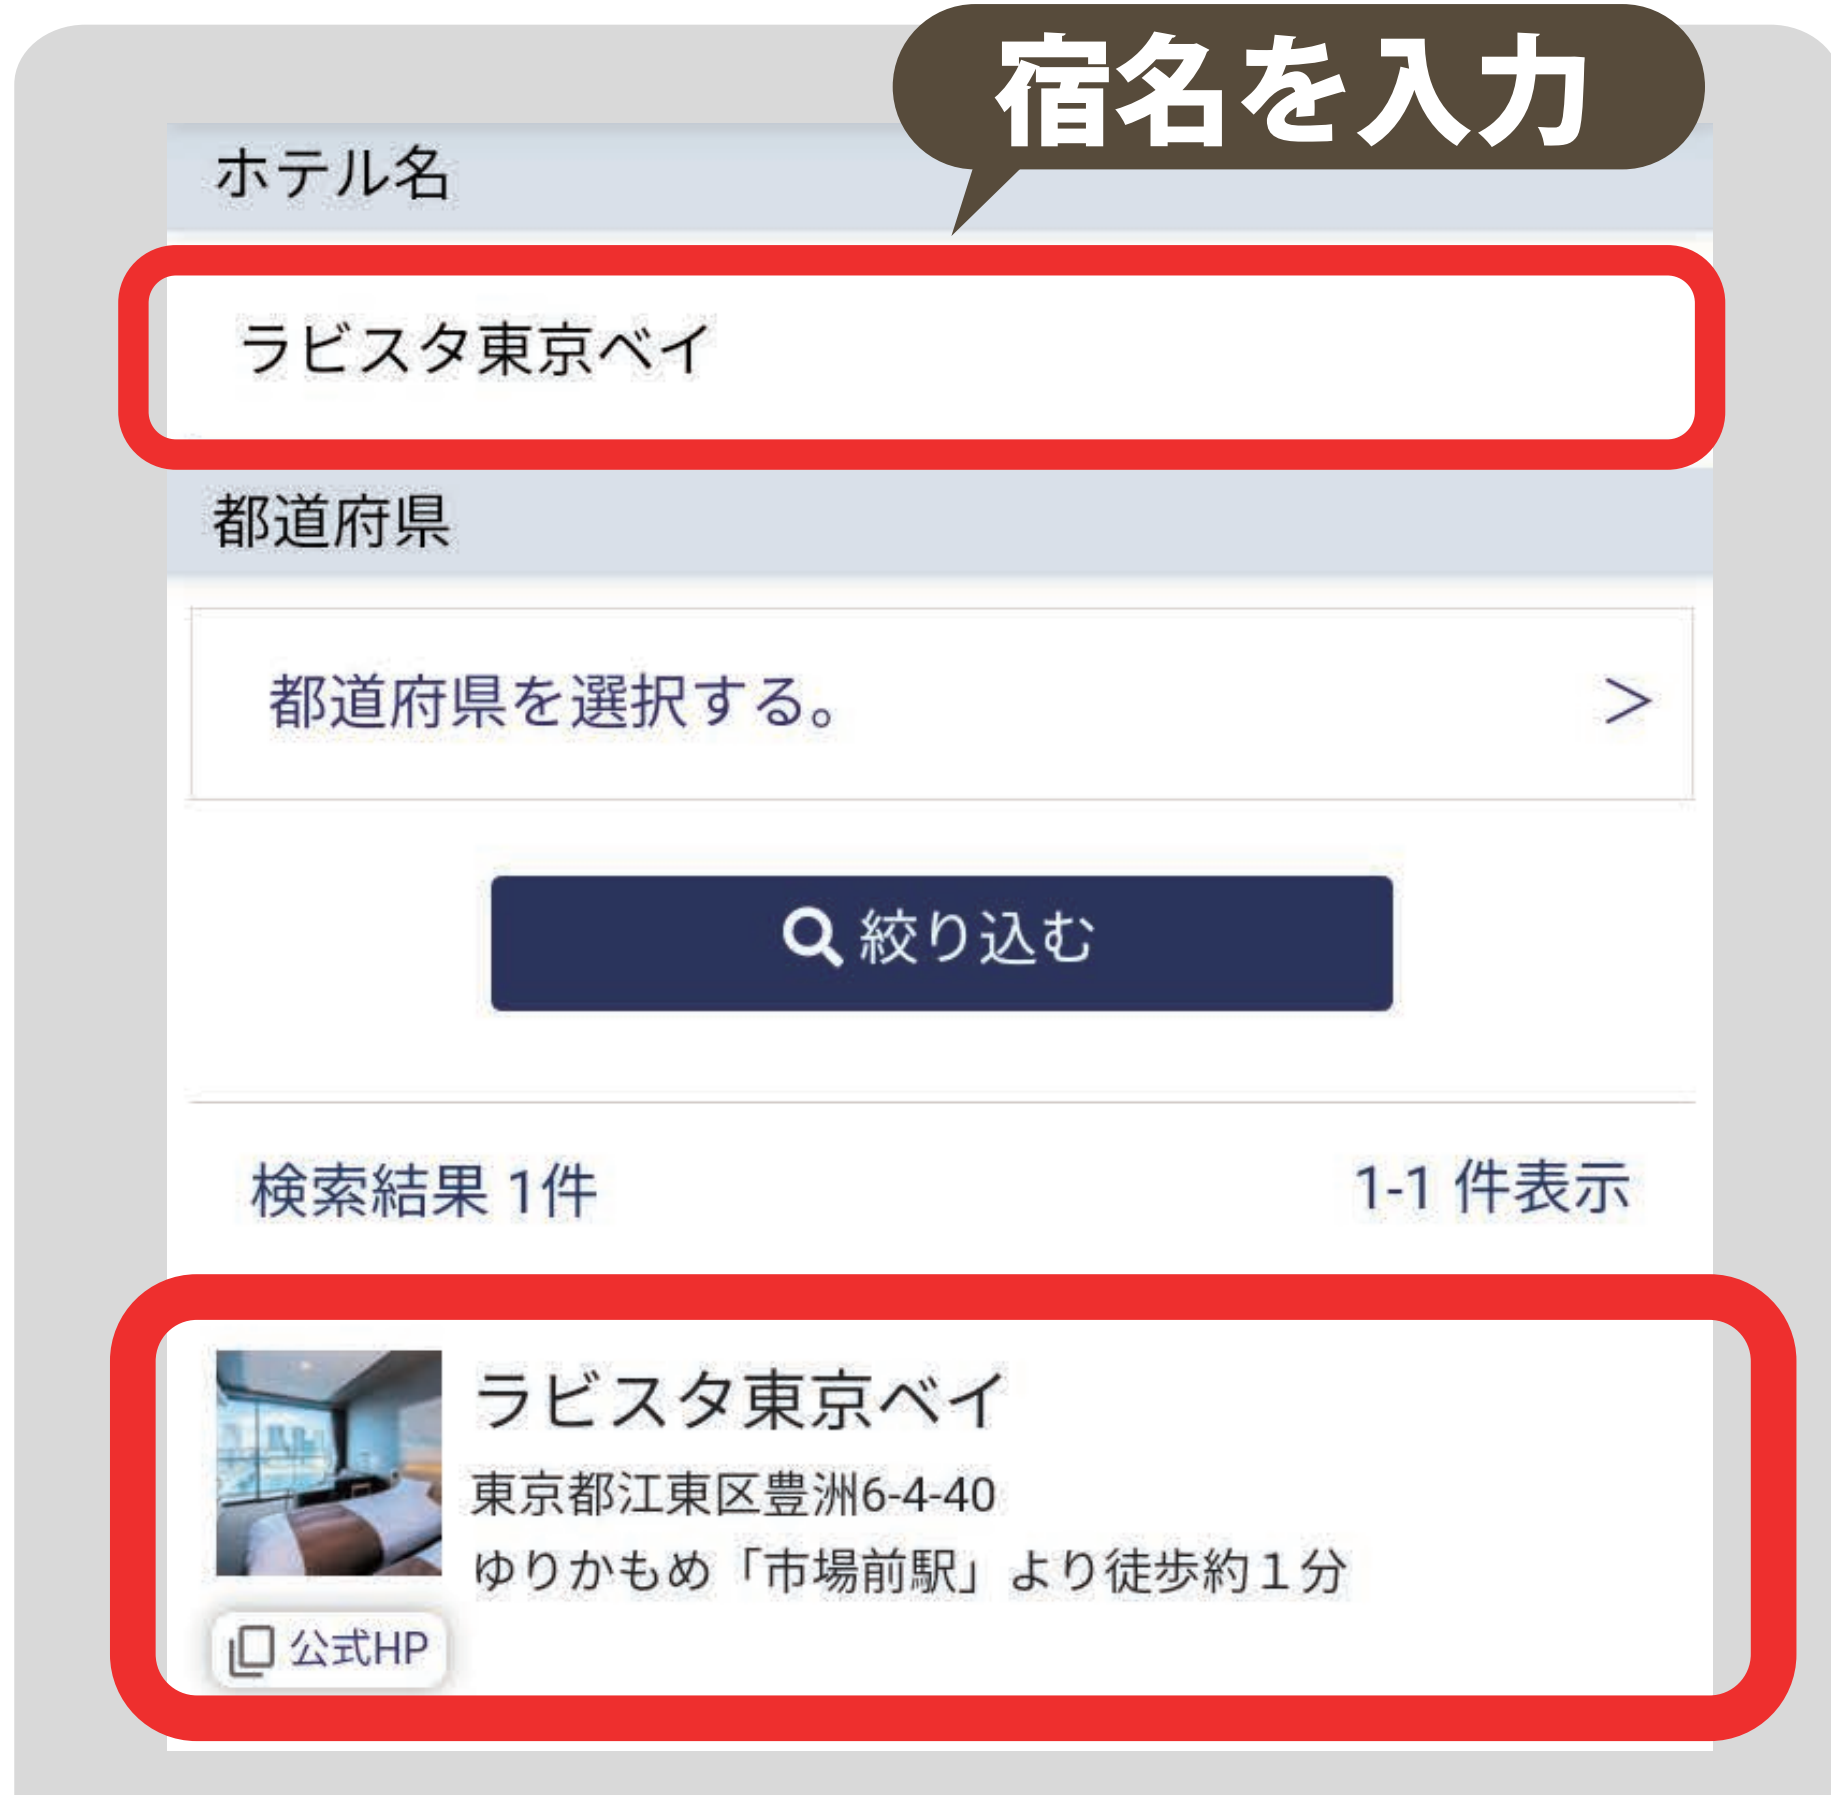 宿名を入力
ホテル名
ラビスタ東京ベイ
都道府県
都道府県を選択する。
>
絞り込む
検索結果 1件
1-1 件表示
ラビスタ東京ベイ
東京都江東区豊洲6-4-40
ゆりかもめ「市場前駅」より徒歩約１分
公式HP